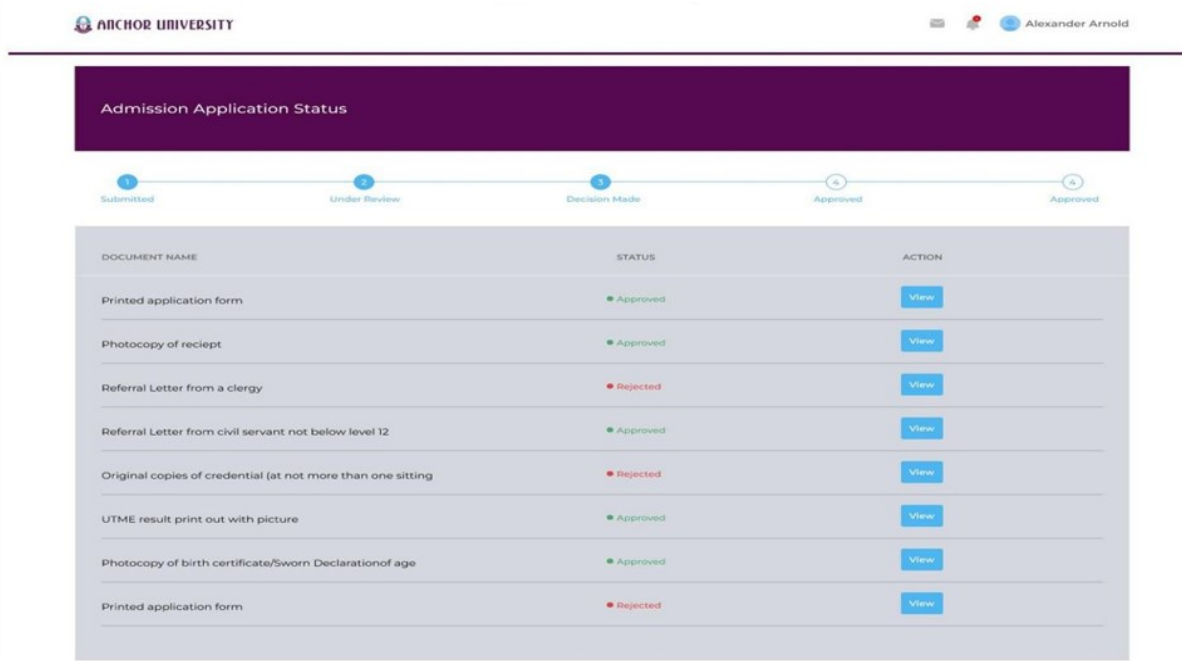 ANCHOR UNIVERSITY Alexander Arnold
Admission Application Status
1 2 3 4 4
Submitted Under Review Decision Made Approved Approved
DOCUMENT NAME STATUS ACTION
Printed application form Approved View
Photocopy of reciept Approved View
Referral Letter from a clergy Rejected View
Referral Letter from civil servant not below level 12 Approved View
Original copies of credential (at not more than one sitting Rejected View
UTME result print out with picture Approved View
Photocopy of birth certificate/Sworn Declarationof age Approved View
Printed application form Rejected View